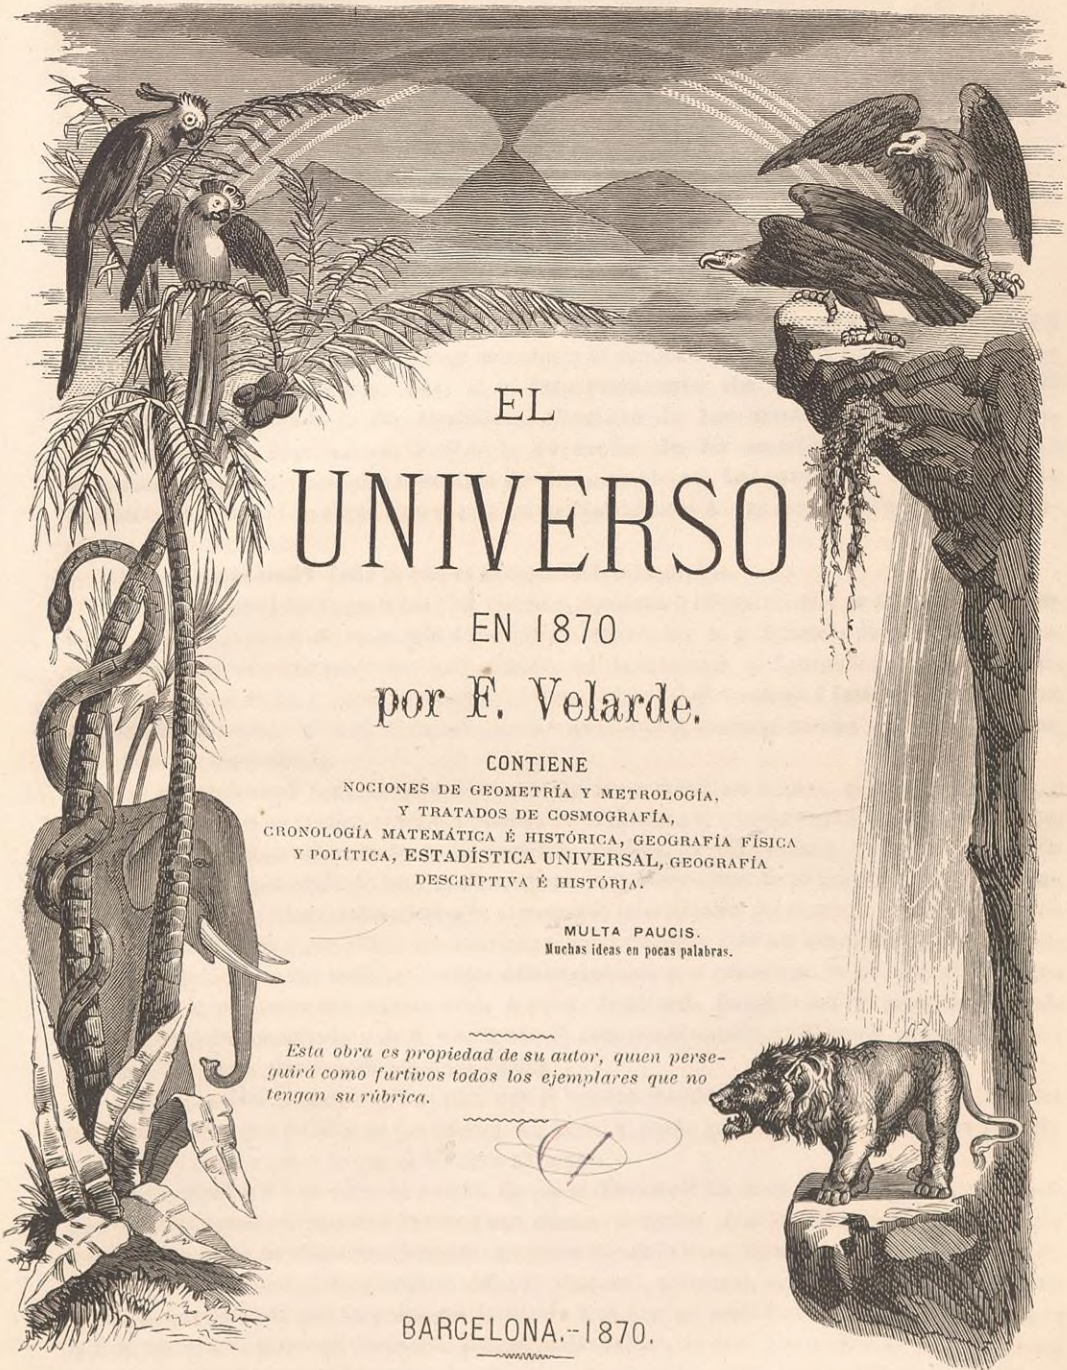 EL
UNIVERSO
EN 1870
por F. Velarde.
CONTIENE
NOCIONES DE GEOMETRÍA Y METROLOGÍA,
Y TRATADOS DE COSMOGRAFÍA,
CRONOLOGÍA MATEMÁTICA É HISTÓRICA, GEOGRAFÍA FÍSICA
Y POLÍTICA, ESTADÍSTICA UNIVERSAL, GEOGRAFÍA
DESCRIPTIVA É HISTÓRIA.
MULTA PAUCIS.
Muchas ideas en pocas palabras.
Esta obra es propiedad de su autor, quien perse-
guirá como furtivos todos los ejemplares que no
tengan su rúbrica.
BARCELONA.--1870.